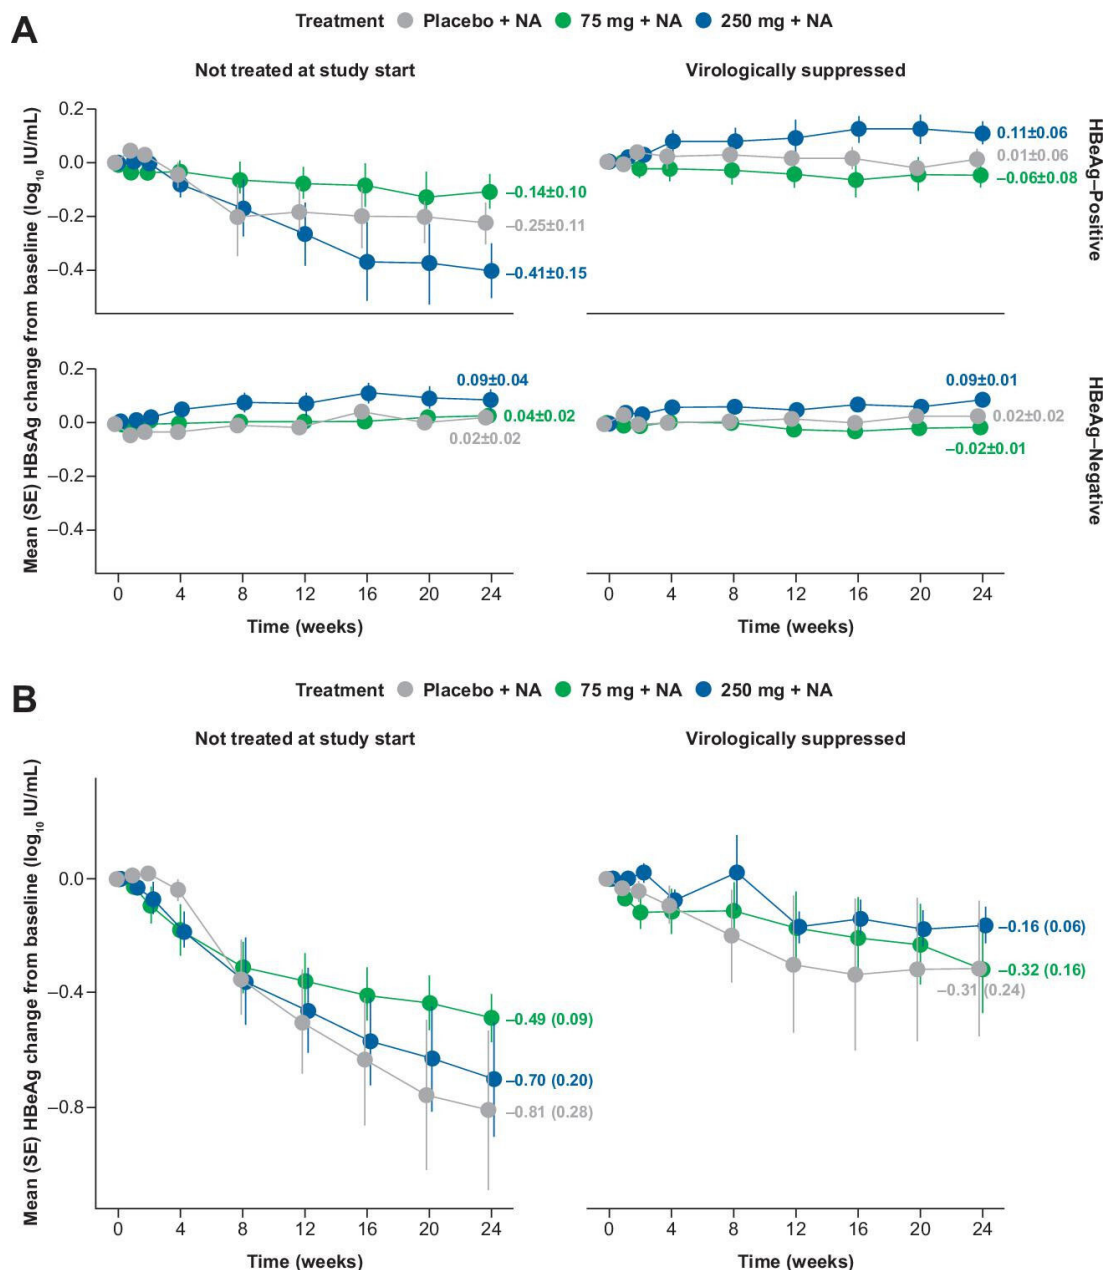 A
Treatment Placebo + NA 75 mg + NA 250 mg + NA
Not treated at study start
Virologically suppressed
Mean (SE) HBsAg change from baseline (log10 IU/mL)
0.2
0.0
–0.2
–0.4
–0.14±0.10
–0.25±0.11
–0.41±0.15
0.11±0.06
0.01±0.06
–0.06±0.08
HBeAg–Positive
0.2
0.0
–0.2
–0.4
0.09±0.04
0.04±0.02
0.02±0.02
0.09±0.01
0.02±0.02
–0.02±0.01
HBeAg–Negative
0 4 8 12 16 20 24
Time (weeks)
0 4 8 12 16 20 24
Time (weeks)
B
Treatment Placebo + NA 75 mg + NA 250 mg + NA
Not treated at study start
Virologically suppressed
Mean (SE) HBeAg change from baseline (log10 IU/mL)
0.0
–0.4
–0.8
–0.49 (0.09)
–0.70 (0.20)
–0.81 (0.28)
–0.16 (0.06)
–0.32 (0.16)
–0.31 (0.24)
0 4 8 12 16 20 24
Time (weeks)
0 4 8 12 16 20 24
Time (weeks)